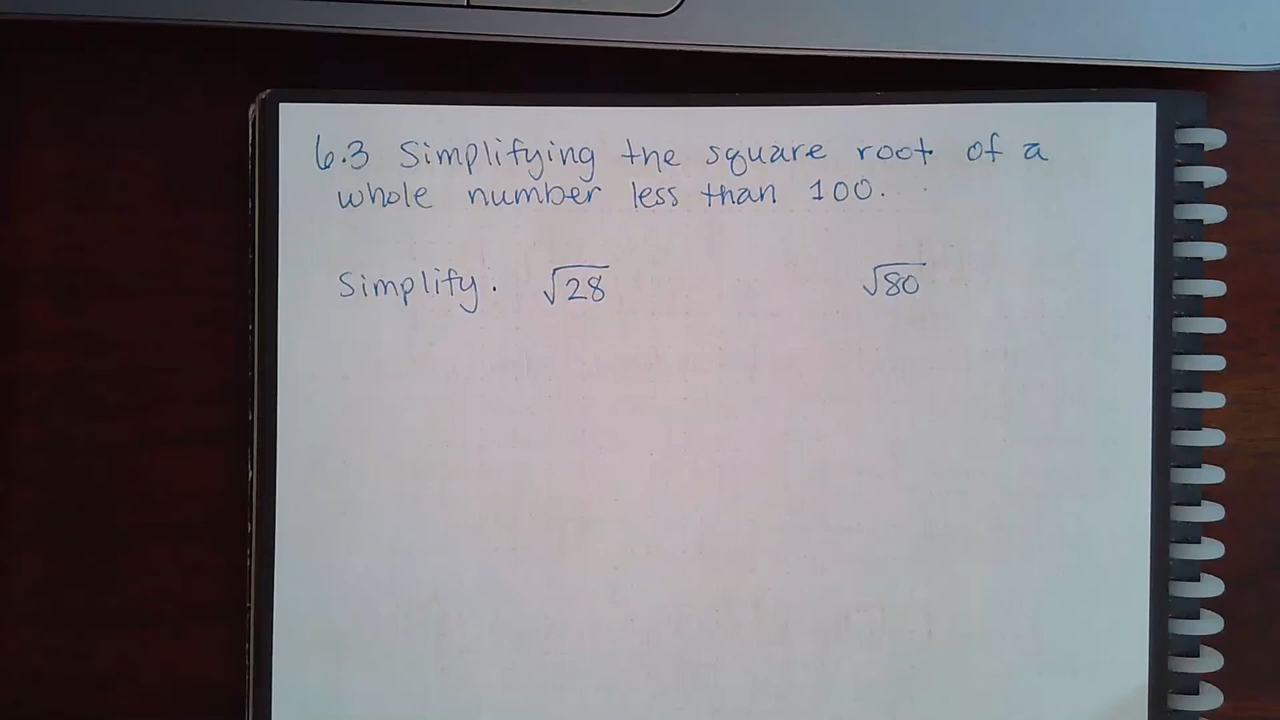 6.3 Simplifying the square root of a
whole number less than 100.
Simplify. √28 √80